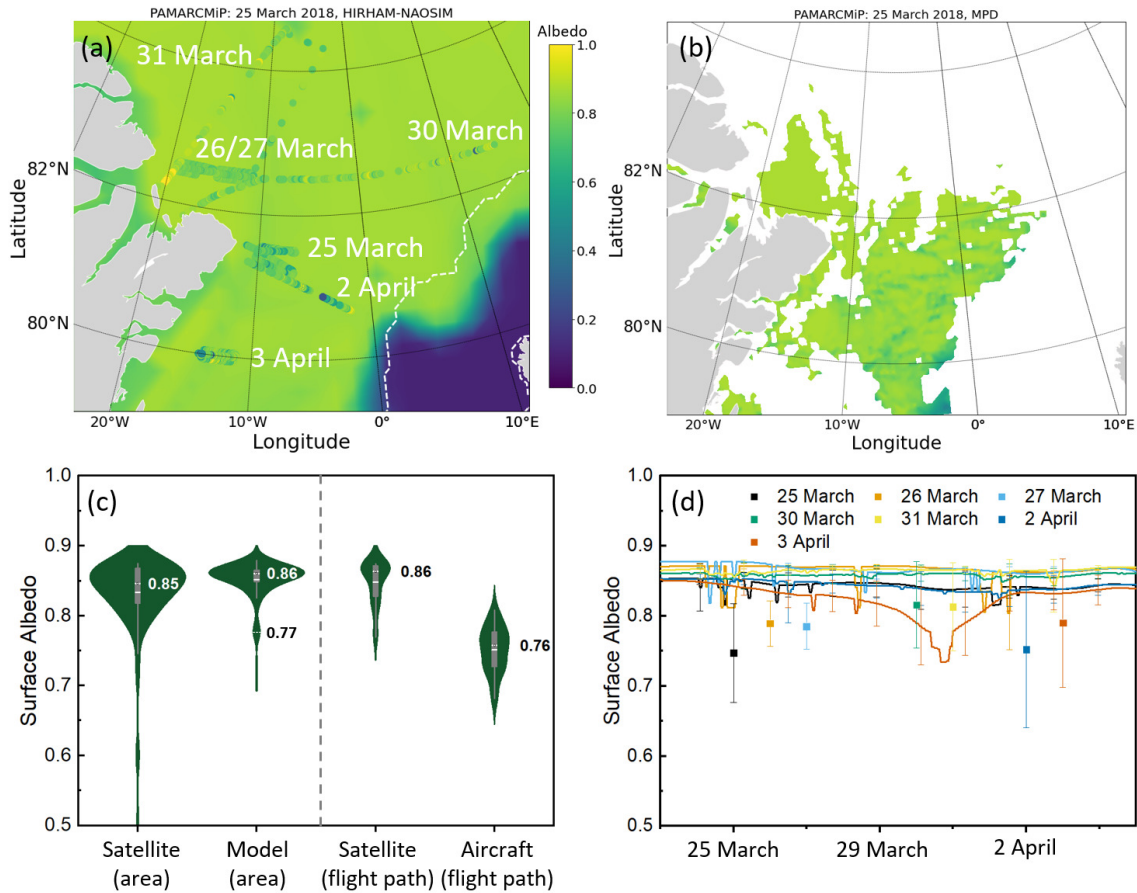 PAMARCMiP: 25 March 2018, HIRHAM-NAOSIM
(a)
Albedo
1.0
0.8
0.6
0.4
0.2
0.0
31 March
30 March
26/27 March
25 March
2 April
3 April
82°N
80°N
Latitude
20°W
10°W
0°
10°E
Longitude
PAMARCMiP: 25 March 2018, MPD
(b)
82°N
80°N
Latitude
20°W
10°W
0°
10°E
Longitude
(c)
1.0
0.9
0.8
0.7
0.6
0.5
Surface Albedo
0.85
0.86
0.77
0.86
0.76
Satellite
(area)
Model
(area)
Satellite
(flight path)
Aircraft
(flight path)
(d)
1.0
0.9
0.8
0.7
0.6
0.5
Surface Albedo
25 March
26 March
27 March
30 March
31 March
2 April
3 April
25 March
29 March
2 April